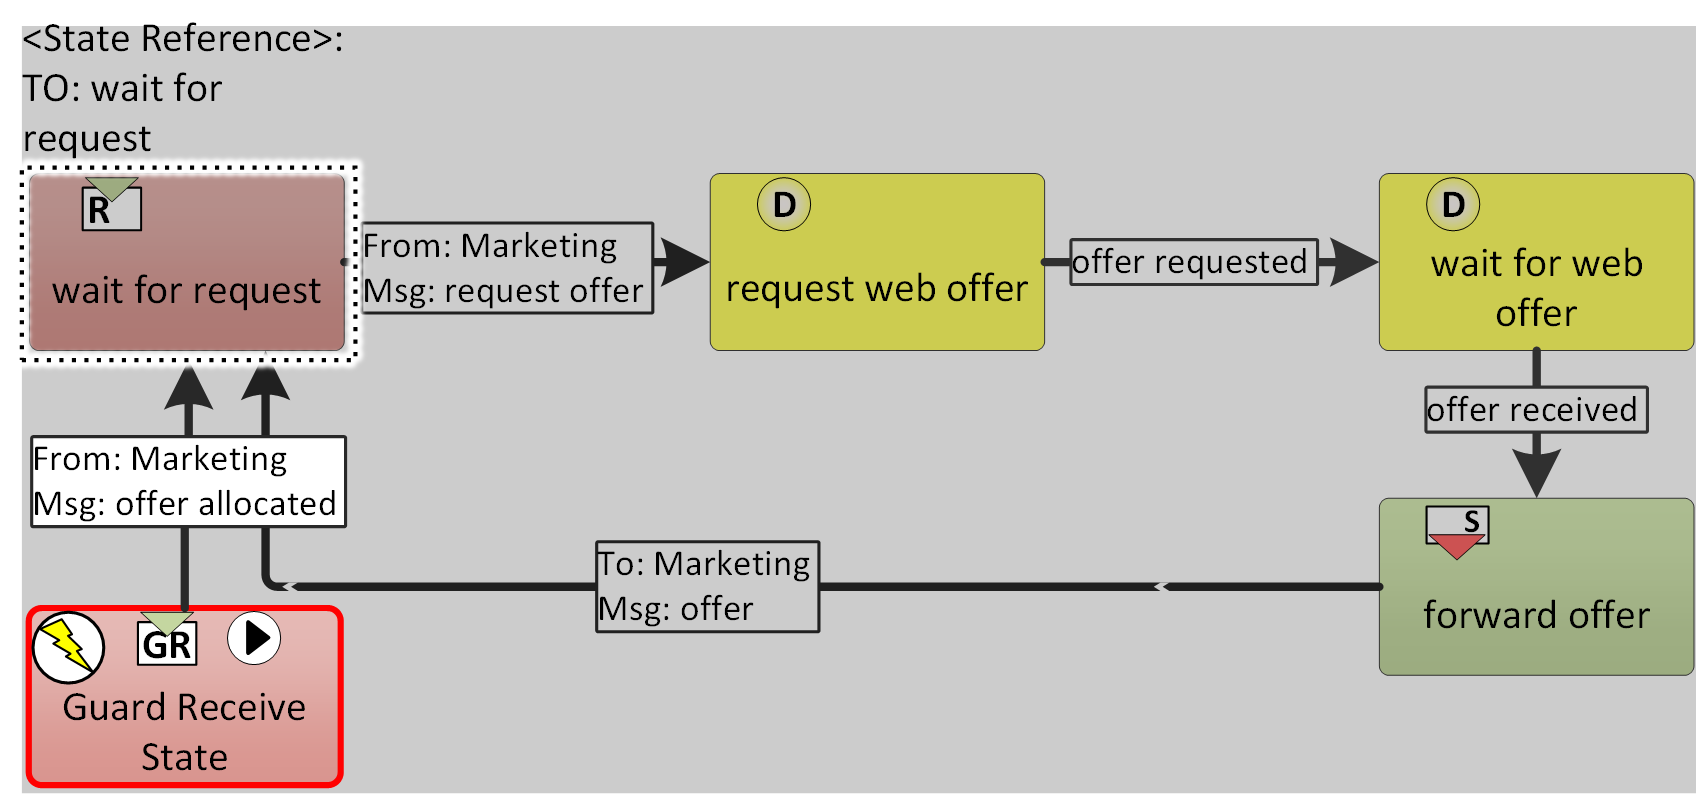 <State Reference>:
TO: wait for
request
R
wait for request
From: Marketing
Msg: request offer
D
request web offer
offer requested
D
wait for web
offer
offer received
From: Marketing
Msg: offer allocated
To: Marketing
Msg: offer
S
forward offer
GR
Guard Receive
State